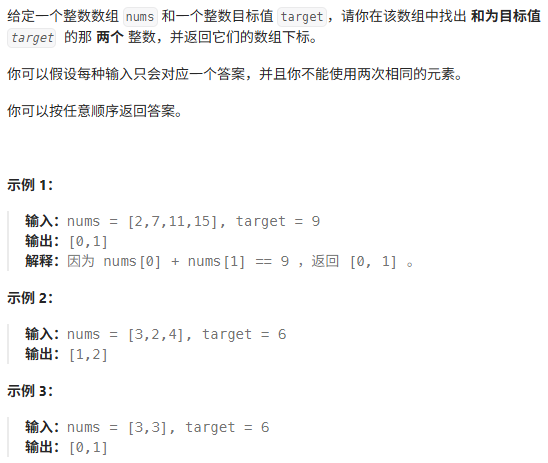 给定一个整数数组 nums 和一个整数目标值 target，请你在该数组中找出 和为目标值
target 的那 两个 整数，并返回它们的数组下标。
你可以假设每种输入只会对应一个答案，并且你不能使用两次相同的元素。
你可以按任意顺序返回答案。
示例 1：
输入：nums = [2,7,11,15], target = 9
输出：[0,1]
解释：因为 nums[0] + nums[1] == 9 ，返回 [0, 1] 。
示例 2：
输入：nums = [3,2,4], target = 6
输出：[1,2]
示例 3：
输入：nums = [3,3], target = 6
输出：[0,1]